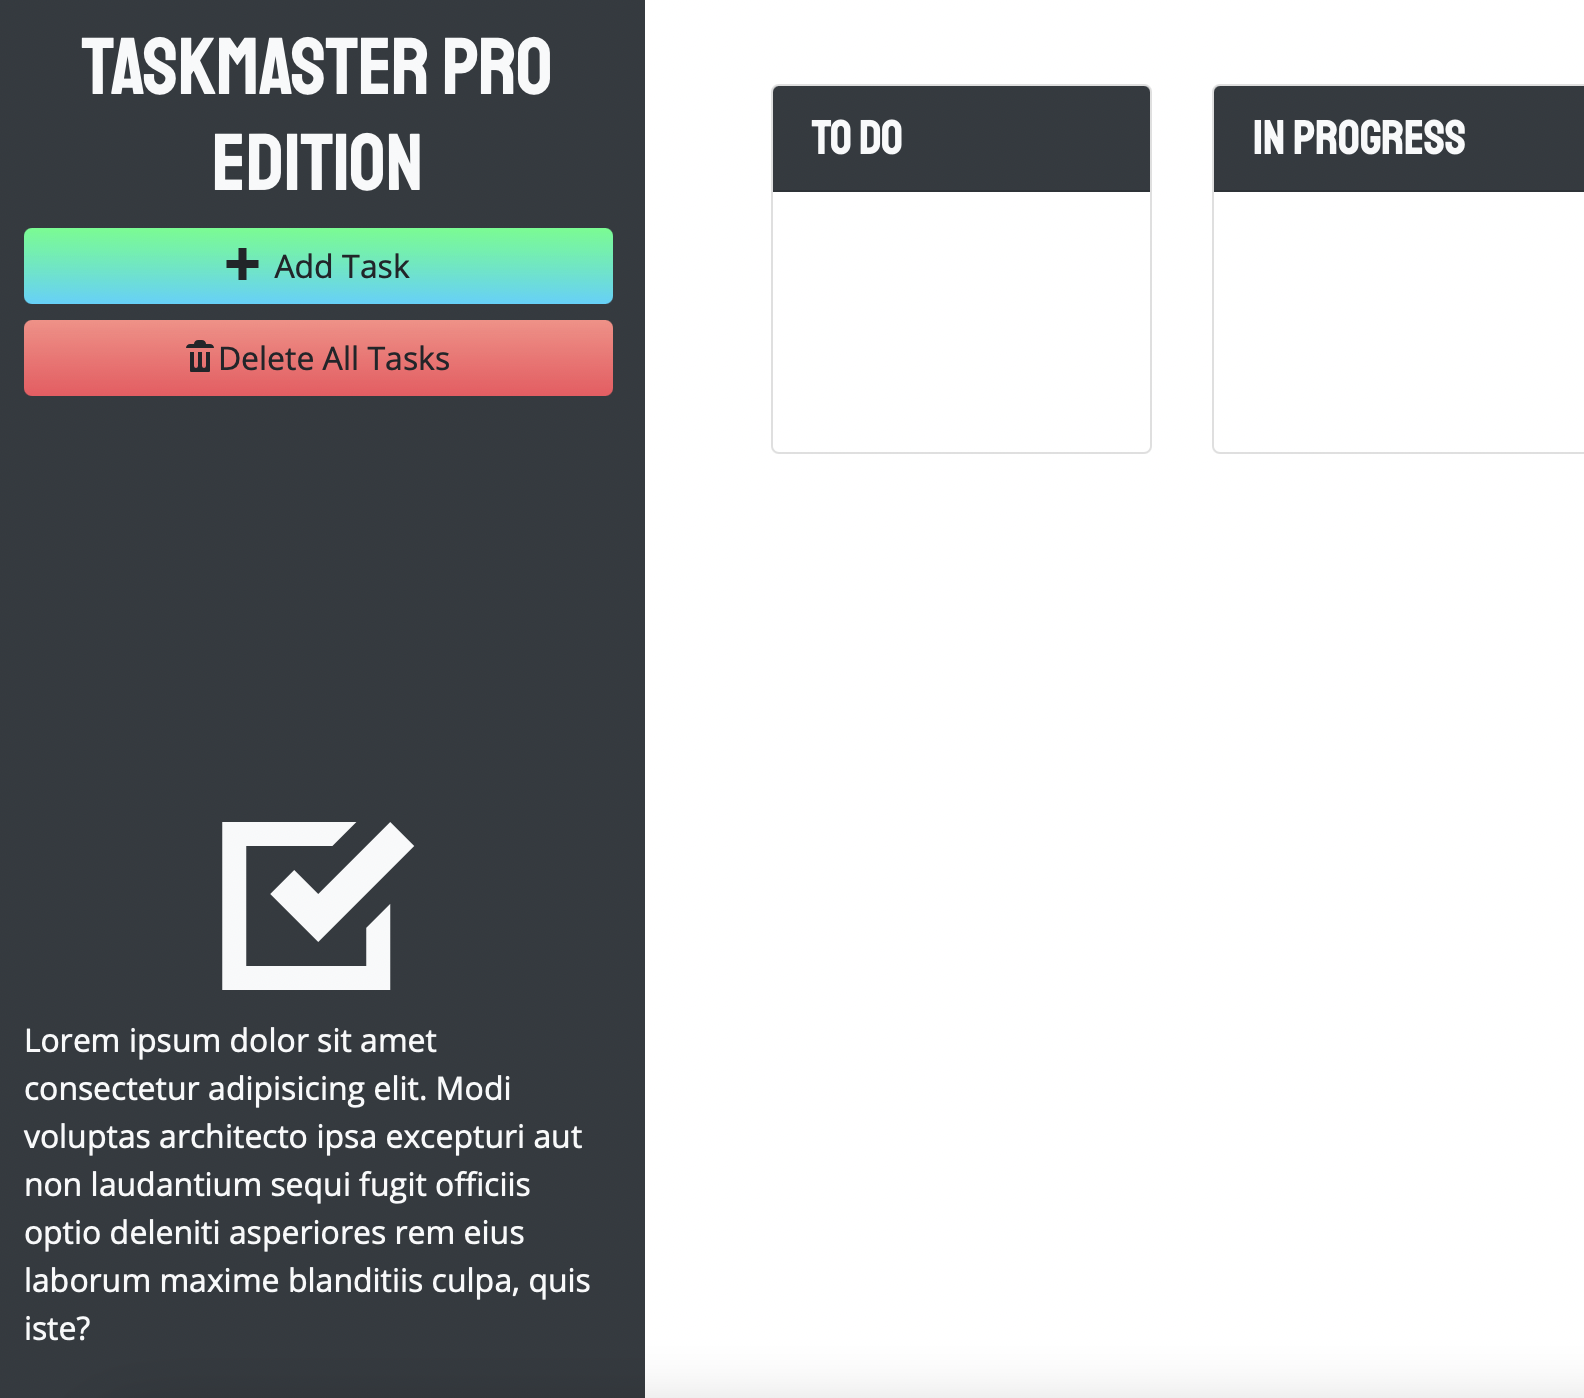 TASKMASTER PRO
EDITION
Add Task
Delete All Tasks
Lorem ipsum dolor sit amet
consectetur adipisicing elit. Modi
voluptas architecto ipsa excepturi aut
non laudantium sequi fugit officiis
optio deleniti asperiores rem eius
laborum maxime blanditiis culpa, quis
iste?
TO DO
IN PROGRESS